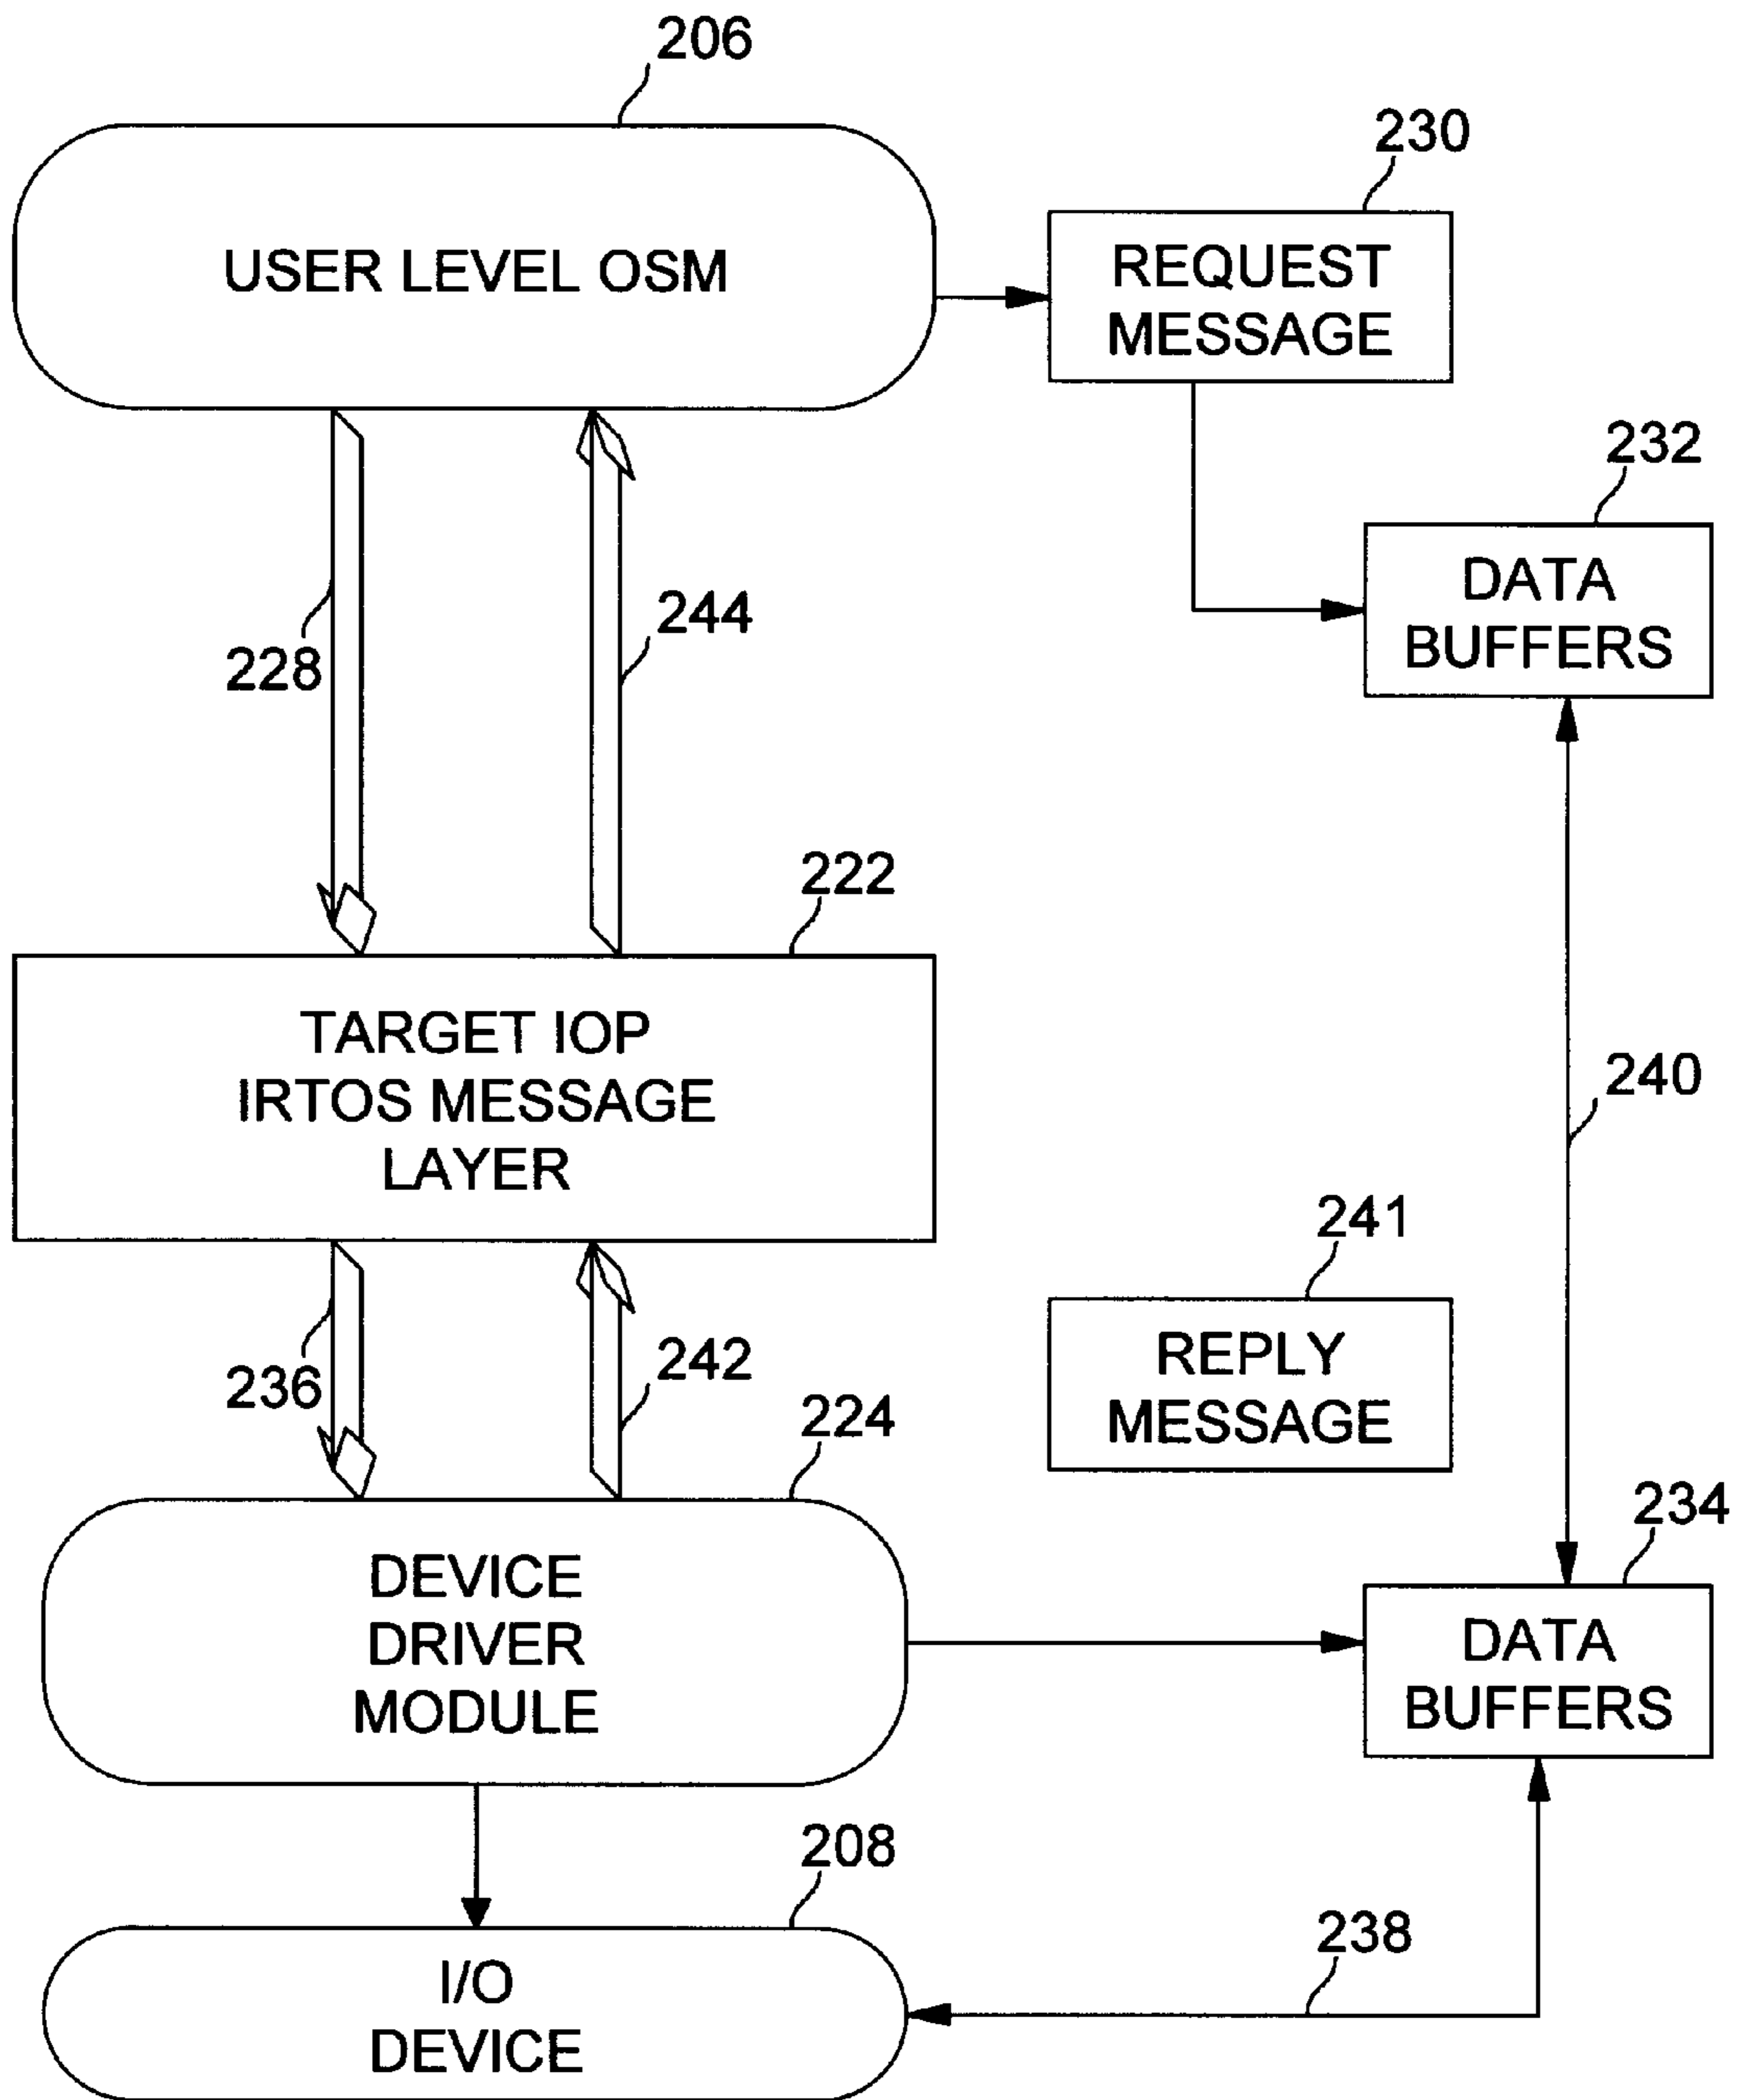 206
USER LEVEL OSM
230
REQUEST
MESSAGE
232
DATA
BUFFERS
228
244
222
TARGET IOP
IRTOS MESSAGE
LAYER
240
241
REPLY
MESSAGE
236
242
224
DEVICE
DRIVER
MODULE
234
DATA
BUFFERS
208
I/O
DEVICE
238